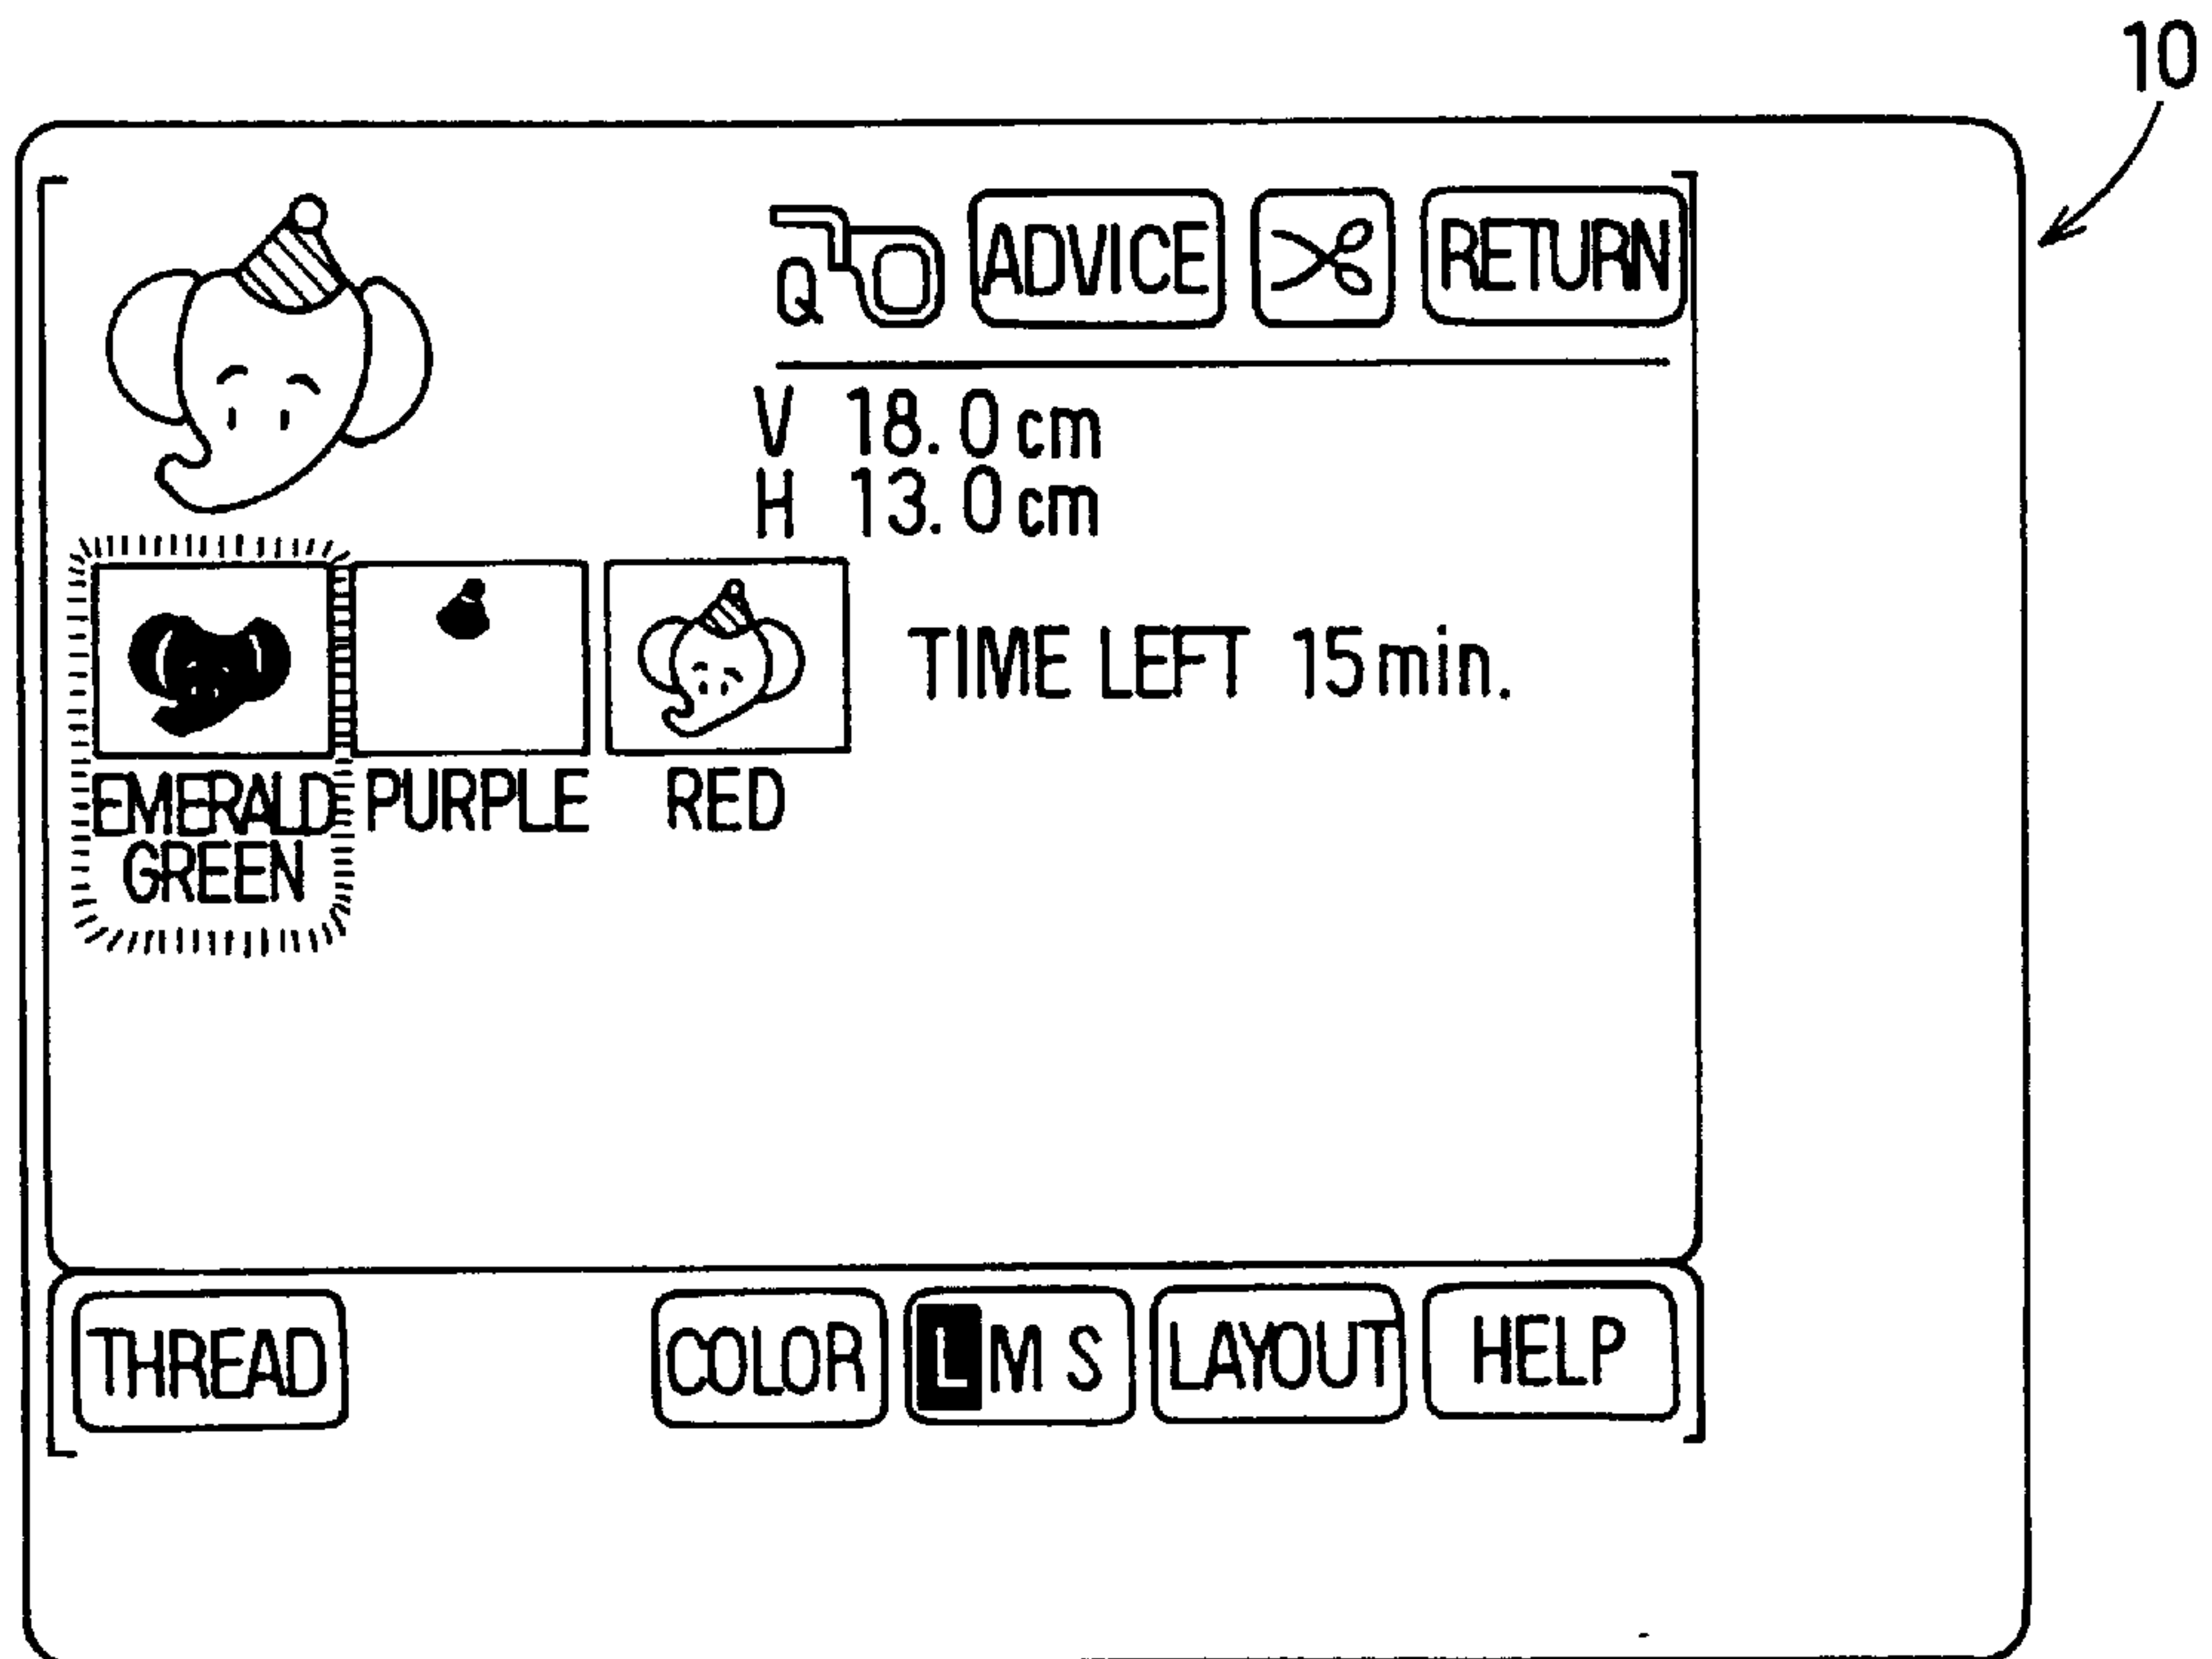 10
Q ADVICE RETURN
V 18.0 cm
H 13.0 cm
TIME LEFT 15 min.
EMERALD GREEN
PURPLE
RED
THREAD COLOR L M S LAYOUT HELP